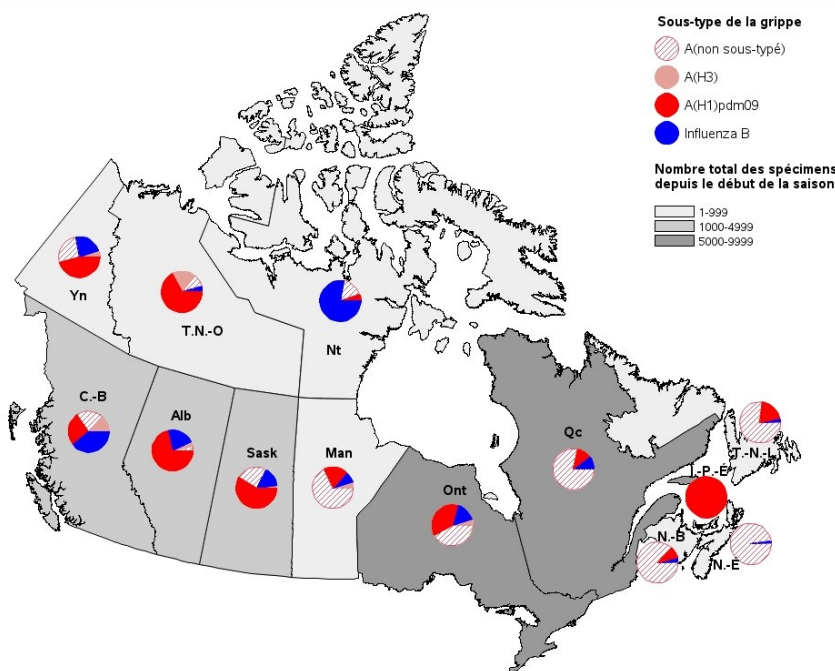 Sous-type de la grippe
A(non sous-typé)
A(H3)
A(H1)pdm09
Influenza B
Nombre total des spécimens
depuis le début de la saison
1-999
1000-4999
5000-9999
Yn
T.N.-O
Nt
C.-B
Alb
Sask
Man
Ont
Qc
T.-N.-L
I.-P.-É
N.-B
N.-É